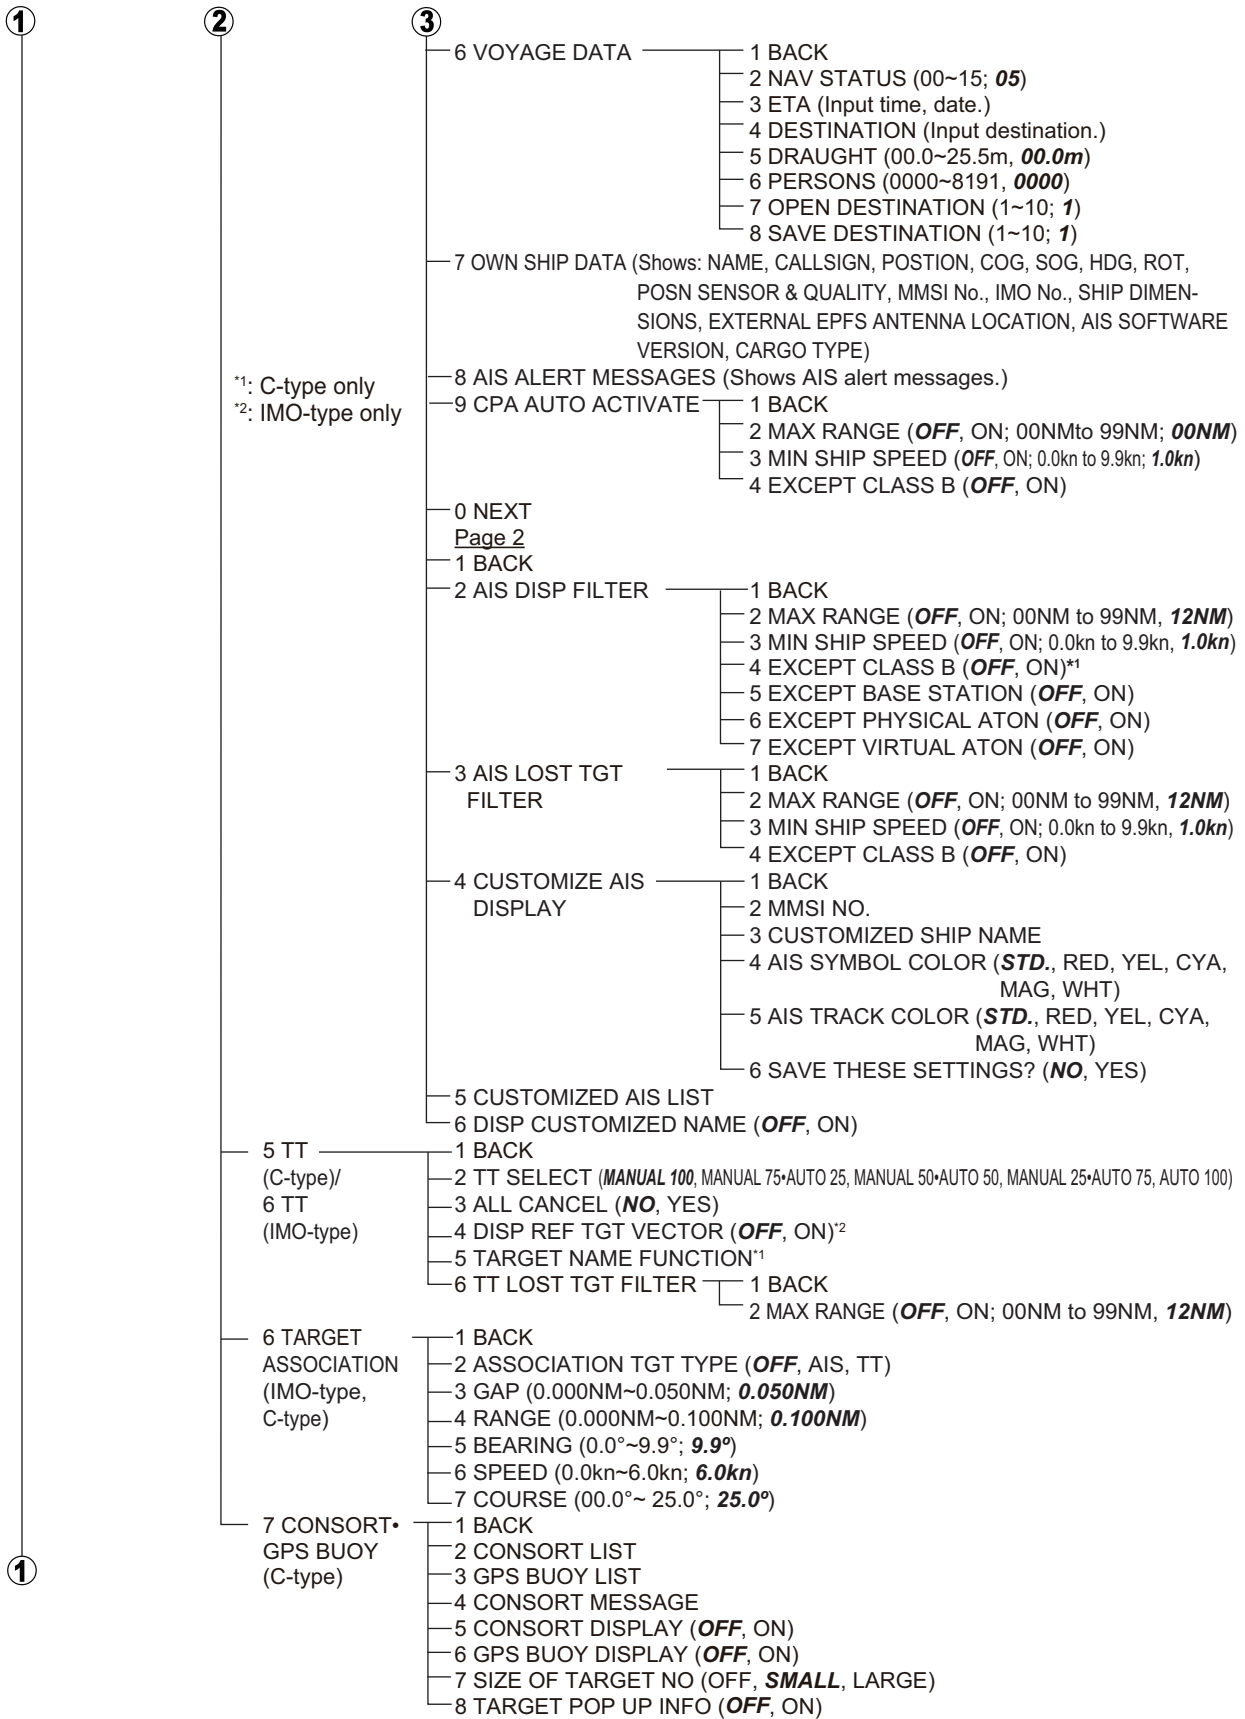 1 2 3
6 VOYAGE DATA 1 BACK
2 NAV STATUS (00~15; 05)
3 ETA (Input time, date.)
4 DESTINATION (Input destination.)
5 DRAUGHT (00.0~25.5m, 00.0m)
6 PERSONS (0000~8191, 0000)
7 OPEN DESTINATION (1~10; 1)
8 SAVE DESTINATION (1~10; 1)
7 OWN SHIP DATA (Shows: NAME, CALLSIGN, POSTION, COG, SOG, HDG, ROT,
POSN SENSOR & QUALITY, MMSI No., IMO No., SHIP DIMEN-
SIONS, EXTERNAL EPFS ANTENNA LOCATION, AIS SOFTWARE
VERSION, CARGO TYPE)
*1: C-type only
*2: IMO-type only
8 AIS ALERT MESSAGES (Shows AIS alert messages.)
9 CPA AUTO ACTIVATE 1 BACK
2 MAX RANGE (OFF, ON; 00NMto 99NM; 00NM)
3 MIN SHIP SPEED (OFF, ON; 0.0kn to 9.9kn; 1.0kn)
4 EXCEPT CLASS B (OFF, ON)
0 NEXT
Page 2
1 BACK
2 AIS DISP FILTER 1 BACK
2 MAX RANGE (OFF, ON; 00NM to 99NM, 12NM)
3 MIN SHIP SPEED (OFF, ON; 0.0kn to 9.9kn, 1.0kn)
4 EXCEPT CLASS B (OFF, ON)*1
5 EXCEPT BASE STATION (OFF, ON)
6 EXCEPT PHYSICAL ATON (OFF, ON)
7 EXCEPT VIRTUAL ATON (OFF, ON)
3 AIS LOST TGT
FILTER
1 BACK
2 MAX RANGE (OFF, ON; 00NM to 99NM, 12NM)
3 MIN SHIP SPEED (OFF, ON; 0.0kn to 9.9kn, 1.0kn)
4 EXCEPT CLASS B (OFF, ON)
4 CUSTOMIZE AIS
DISPLAY
1 BACK
2 MMSI NO.
3 CUSTOMIZED SHIP NAME
4 AIS SYMBOL COLOR (STD., RED, YEL, CYA,
MAG, WHT)
5 AIS TRACK COLOR (STD., RED, YEL, CYA,
MAG, WHT)
6 SAVE THESE SETTINGS? (NO, YES)
5 CUSTOMIZED AIS LIST
6 DISP CUSTOMIZED NAME (OFF, ON)
5 TT
(C-type)/
6 TT
(IMO-type)
1 BACK
2 TT SELECT (MANUAL 100, MANUAL 75•AUTO 25, MANUAL 50•AUTO 50, MANUAL 25•AUTO 75, AUTO 100)
3 ALL CANCEL (NO, YES)
4 DISP REF TGT VECTOR (OFF, ON)*2
5 TARGET NAME FUNCTION*1
6 TT LOST TGT FILTER 1 BACK
2 MAX RANGE (OFF, ON; 00NM to 99NM, 12NM)
6 TARGET
ASSOCIATION
(IMO-type,
C-type)
1 BACK
2 ASSOCIATION TGT TYPE (OFF, AIS, TT)
3 GAP (0.000NM~0.050NM; 0.050NM)
4 RANGE (0.000NM~0.100NM; 0.100NM)
5 BEARING (0.0°~9.9°; 9.9º)
6 SPEED (0.0kn~6.0kn; 6.0kn)
7 COURSE (00.0°~ 25.0°; 25.0º)
7 CONSORT•
GPS BUOY
(C-type)
1 BACK
2 CONSORT LIST
3 GPS BUOY LIST
4 CONSORT MESSAGE
5 CONSORT DISPLAY (OFF, ON)
6 GPS BUOY DISPLAY (OFF, ON)
7 SIZE OF TARGET NO (OFF, SMALL, LARGE)
8 TARGET POP UP INFO (OFF, ON)
1